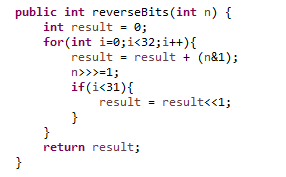 public int reverseBits(int n) {
    int result = 0;
    for(int i=0;i<32;i++){
        result = result + (n&1);
        n>>>=1;
        if(i<31){
            result = result<<1;
        }
    }
    return result;
}